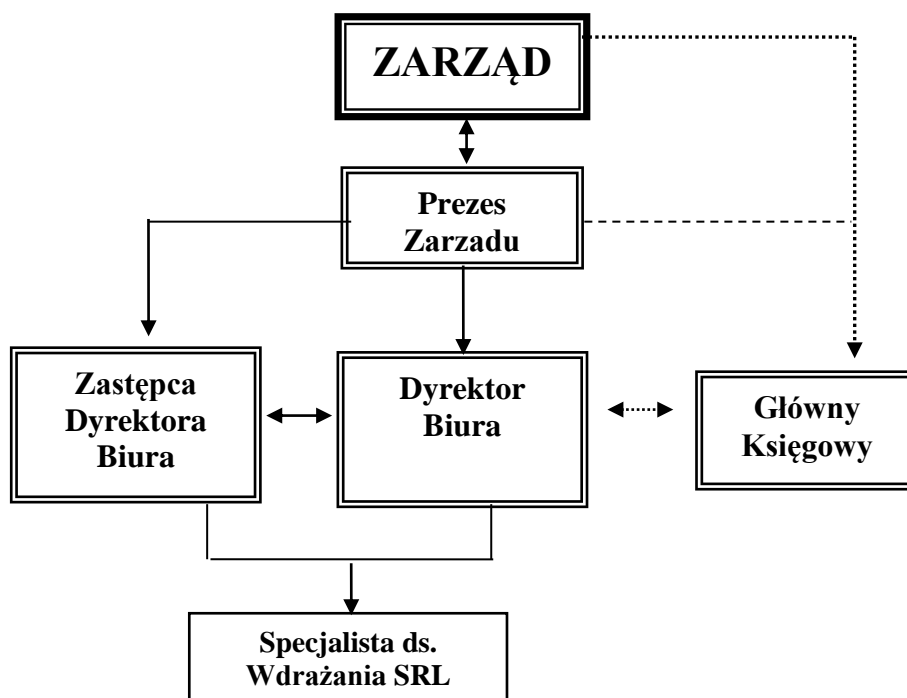 ZARZĄD
Prezes
Zarzadu
Zastępca
Dyrektora
Biura
Dyrektor
Biura
Główny
Księgowy
Specjalista ds.
Wdrażania SRL